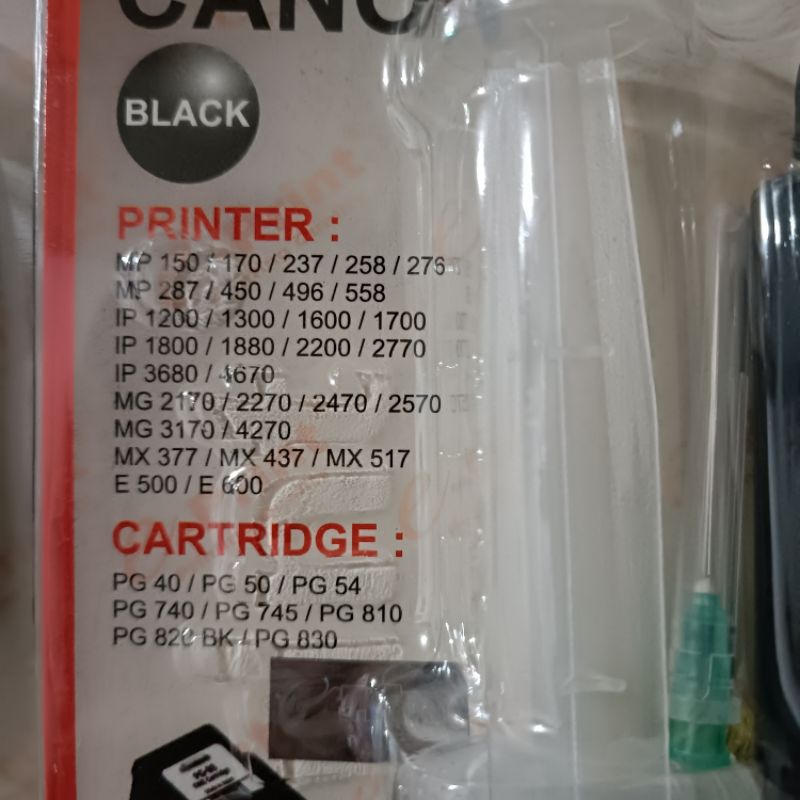 CANO
BLACK
PRINTER :
MP 150 / 170 / 237 / 258 / 276
MP 287 / 450 / 496 / 558
IP 1200 / 1300 / 1600 / 1700
IP 1800 / 1880 / 2200 / 2770
IP 3680 / 4670
MG 2170 / 2270 / 2470 / 2570
MG 3170 / 4270
MX 377 / MX 437 / MX 517
E 500 / E 600
CARTRIDGE :
PG 40 / PG 50 / PG 54
PG 740 / PG 745 / PG 810
PG 820 BK / PG 830